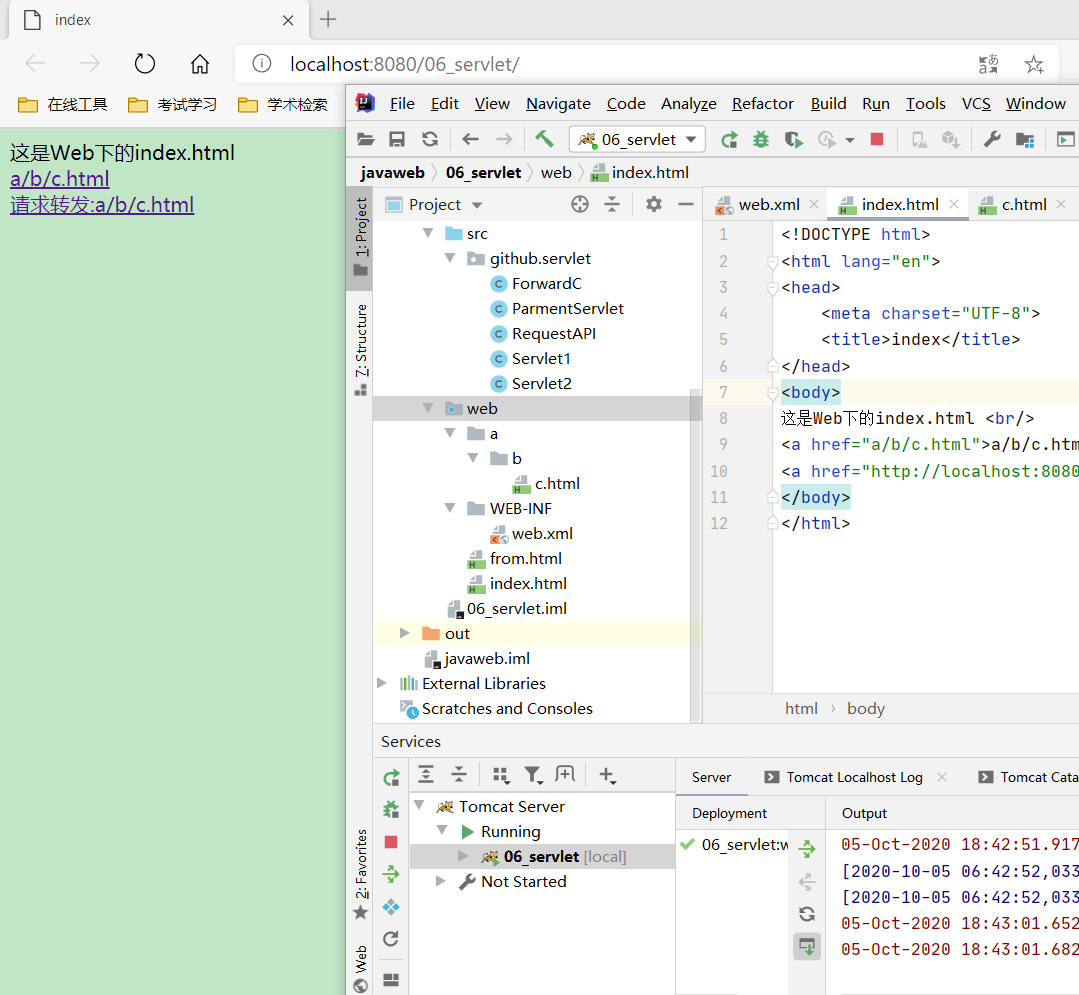 index
localhost:8080/06_servlet/
在线工具 考试学习 学术检索
这是Web下的index.html
a/b/c.html
请求转发:a/b/c.html
File Edit View Navigate Code Analyze Refactor Build Run Tools VCS Window
06_servlet
javaweb 06_servlet web index.html
1: Project
Z: Structure
2: Favorites
Web
Project
src
github.servlet
ForwardC
ParmentServlet
RequestAPI
Servlet1
Servlet2
web
a
b
c.html
WEB-INF
web.xml
from.html
index.html
06_servlet.iml
out
javaweb.iml
External Libraries
Scratches and Consoles
web.xml index.html c.html
1 <!DOCTYPE html>
2 <html lang="en">
3 <head>
4 <meta charset="UTF-8">
5 <title>index</title>
6 </head>
7 <body>
8 这是Web下的index.html <br/>
9 <a href="a/b/c.html">a/b/c.htm
10 <a href="http://localhost:8080
11 </body>
12 </html>
html › body
Services
Tomcat Server
Running
06_servlet [local]
Not Started
Server Tomcat Localhost Log Tomcat Cata
Deployment Output
06_servlet:w
05-Oct-2020 18:42:51.917
[2020-10-05 06:42:52,033
[2020-10-05 06:42:52,033
05-Oct-2020 18:43:01.652
05-Oct-2020 18:43:01.682